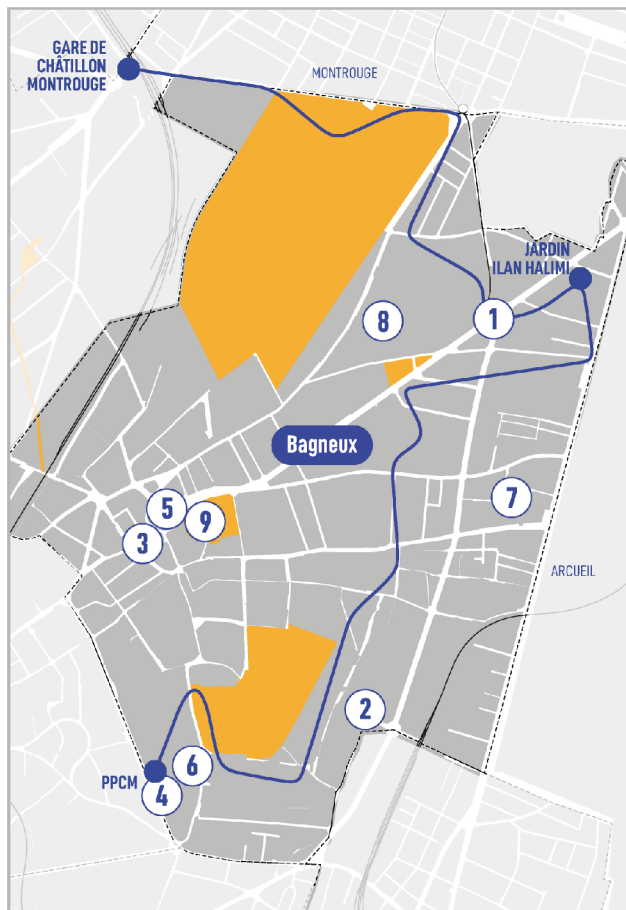 GARE DE
CHÂTILLON
MONTROUGE
MONTROUGE
JARDIN
ILAN HALIMI
1
8
Bagneux
7
5
9
3
ARCUEIL
2
6
PPCM
4